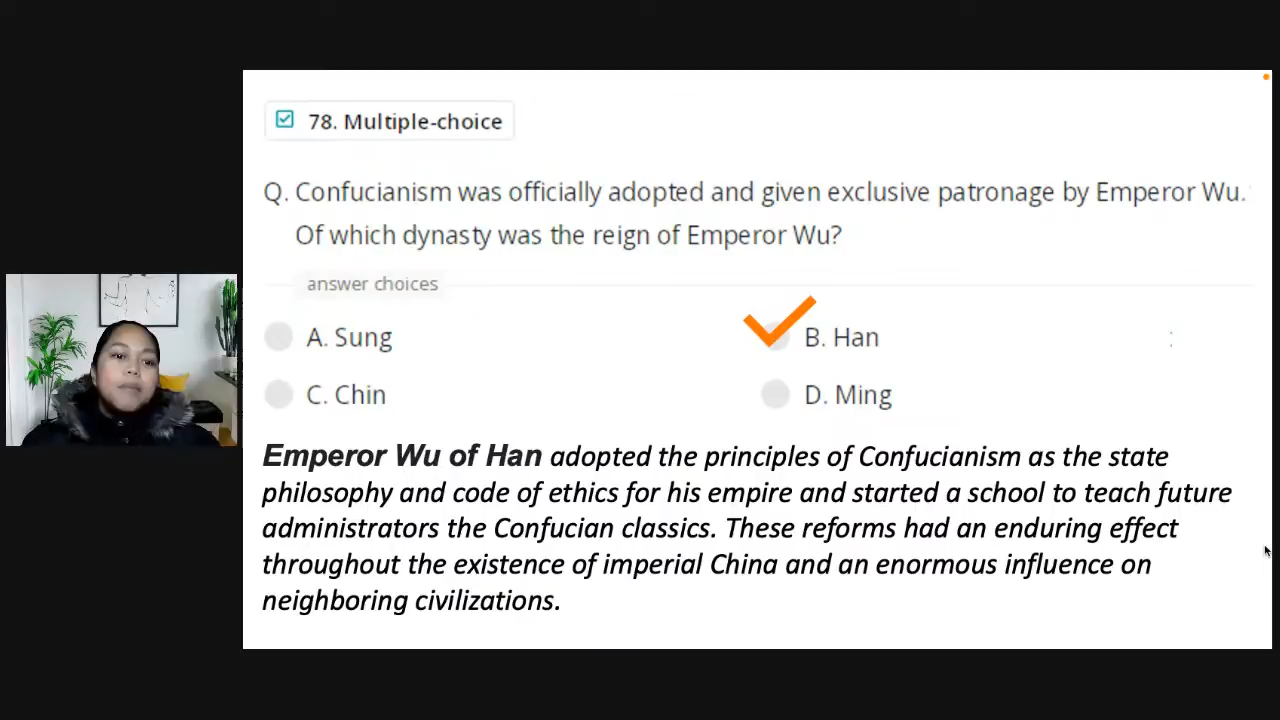 78. Multiple-choice
Q. Confucianism was officially adopted and given exclusive patronage by Emperor Wu.
Of which dynasty was the reign of Emperor Wu?
answer choices
A. Sung
B. Han
C. Chin
D. Ming
Emperor Wu of Han adopted the principles of Confucianism as the state
philosophy and code of ethics for his empire and started a school to teach future
administrators the Confucian classics. These reforms had an enduring effect
throughout the existence of imperial China and an enormous influence on
neighboring civilizations.